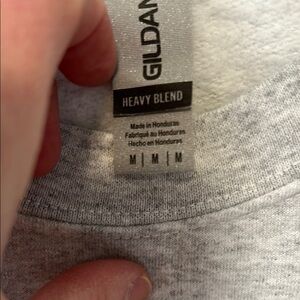 GILDAN
HEAVY BLEND
Made in Honduras
Fabriqué au Honduras
Hecho en Honduras
M | M | M